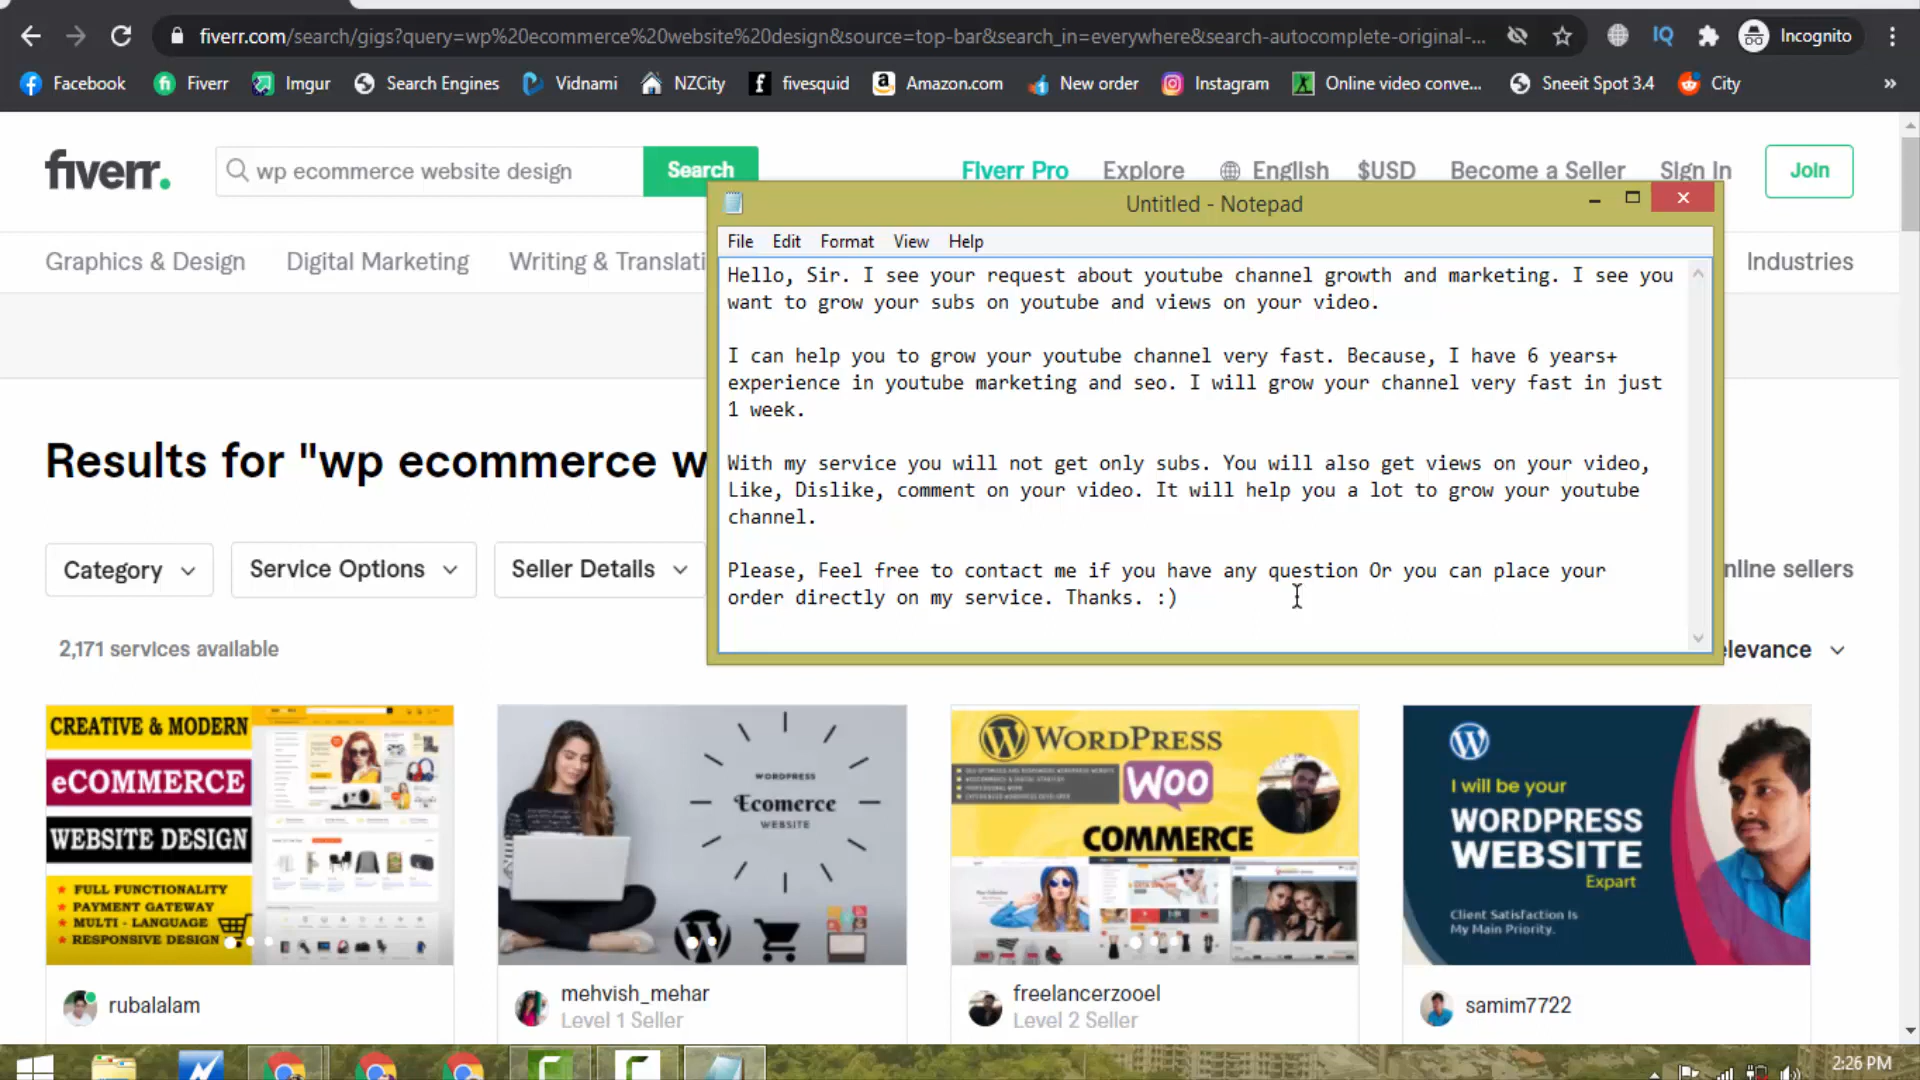 fiverr.com/search/gigs?query=wp%20ecommerce%20website%20design&source=top-bar&search_in=everywhere&search-autocomplete-original-...
Incognito
Facebook
Fiverr
Imgur
Search Engines
Vidnami
NZCity
fivesquid
Amazon.com
New order
Instagram
Online video conve...
Sneeit Spot 3.4
City
»
fiverr.
wp ecommerce website design
Search
Fiverr Pro
Explore
English
$USD
Become a Seller
Sign In
Join
Graphics & Design
Digital Marketing
Writing & Translati
Industries
Untitled - Notepad
File Edit Format View Help
Hello, Sir. I see your request about youtube channel growth and marketing. I see you
want to grow your subs on youtube and views on your video.
I can help you to grow your youtube channel very fast. Because, I have 6 years+
experience in youtube marketing and seo. I will grow your channel very fast in just
1 week.
With my service you will not get only subs. You will also get views on your video,
Like, Dislike, comment on your video. It will help you a lot to grow your youtube
channel.
Please, Feel free to contact me if you have any question Or you can place your
order directly on my service. Thanks. :)
Results for "wp ecommerce w
Category
Service Options
Seller Details
nline sellers
2,171 services available
elevance
CREATIVE & MODERN
eCOMMERCE
WEBSITE DESIGN
★ FULL FUNCTIONALITY
★ PAYMENT GATEWAY
★ MULTI - LANGUAGE
★ RESPONSIVE DESIGN
WORDPRESS
Ecomerce
WEBSITE
WORDPRESS
WOO
COMMERCE
I will be your
WORDPRESS
WEBSITE
Expart
Client Satisfaction Is
My Main Priority.
rubalalam
mehvish_mehar
Level 1 Seller
freelancerzooel
Level 2 Seller
samim7722
2:26 PM